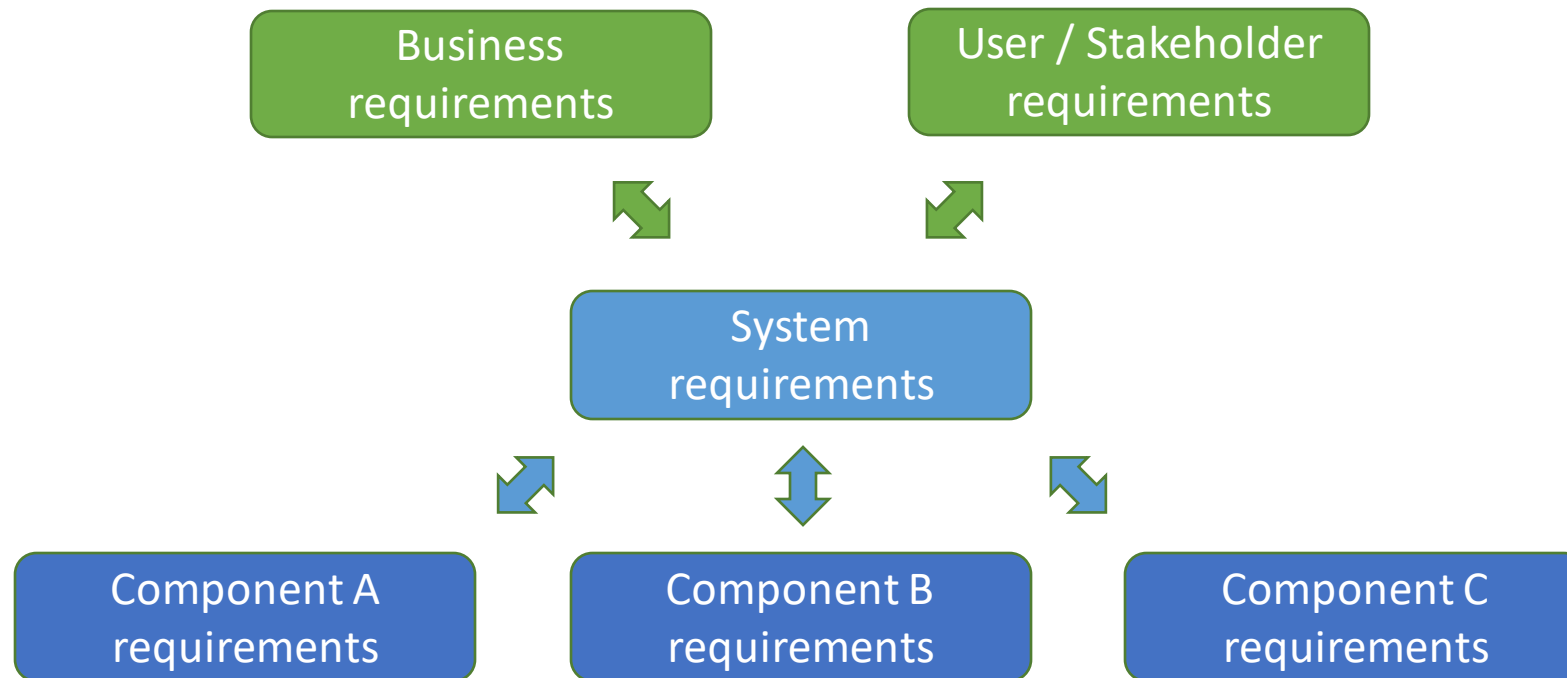 Business
requirements
User / Stakeholder
requirements
System
requirements
Component A
requirements
Component B
requirements
Component C
requirements